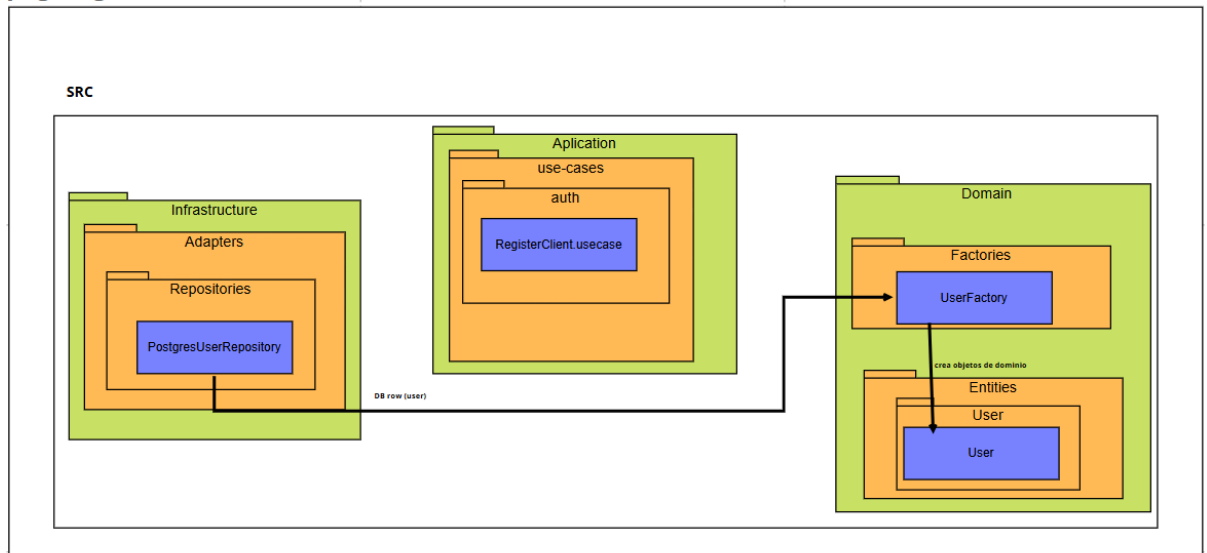 SRC
Infrastructure
Adapters
Repositories
PostgresUserRepository
Aplication
use-cases
auth
RegisterClient.usecase
DB row (user)
Domain
Factories
UserFactory
crea objetos de dominio
Entities
User
User